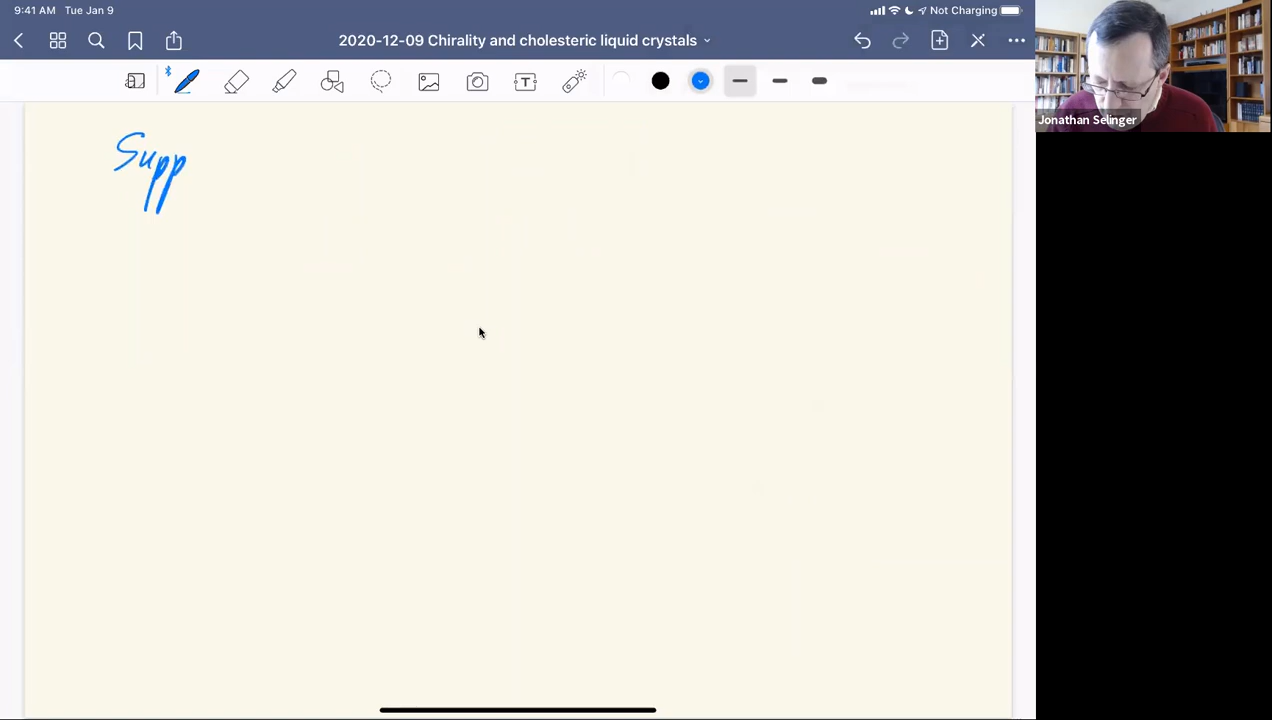 9:41 AM Tue Jan 9
Not Charging
2020-12-09 Chirality and cholesteric liquid crystals
T
Jonathan Selinger
Supp